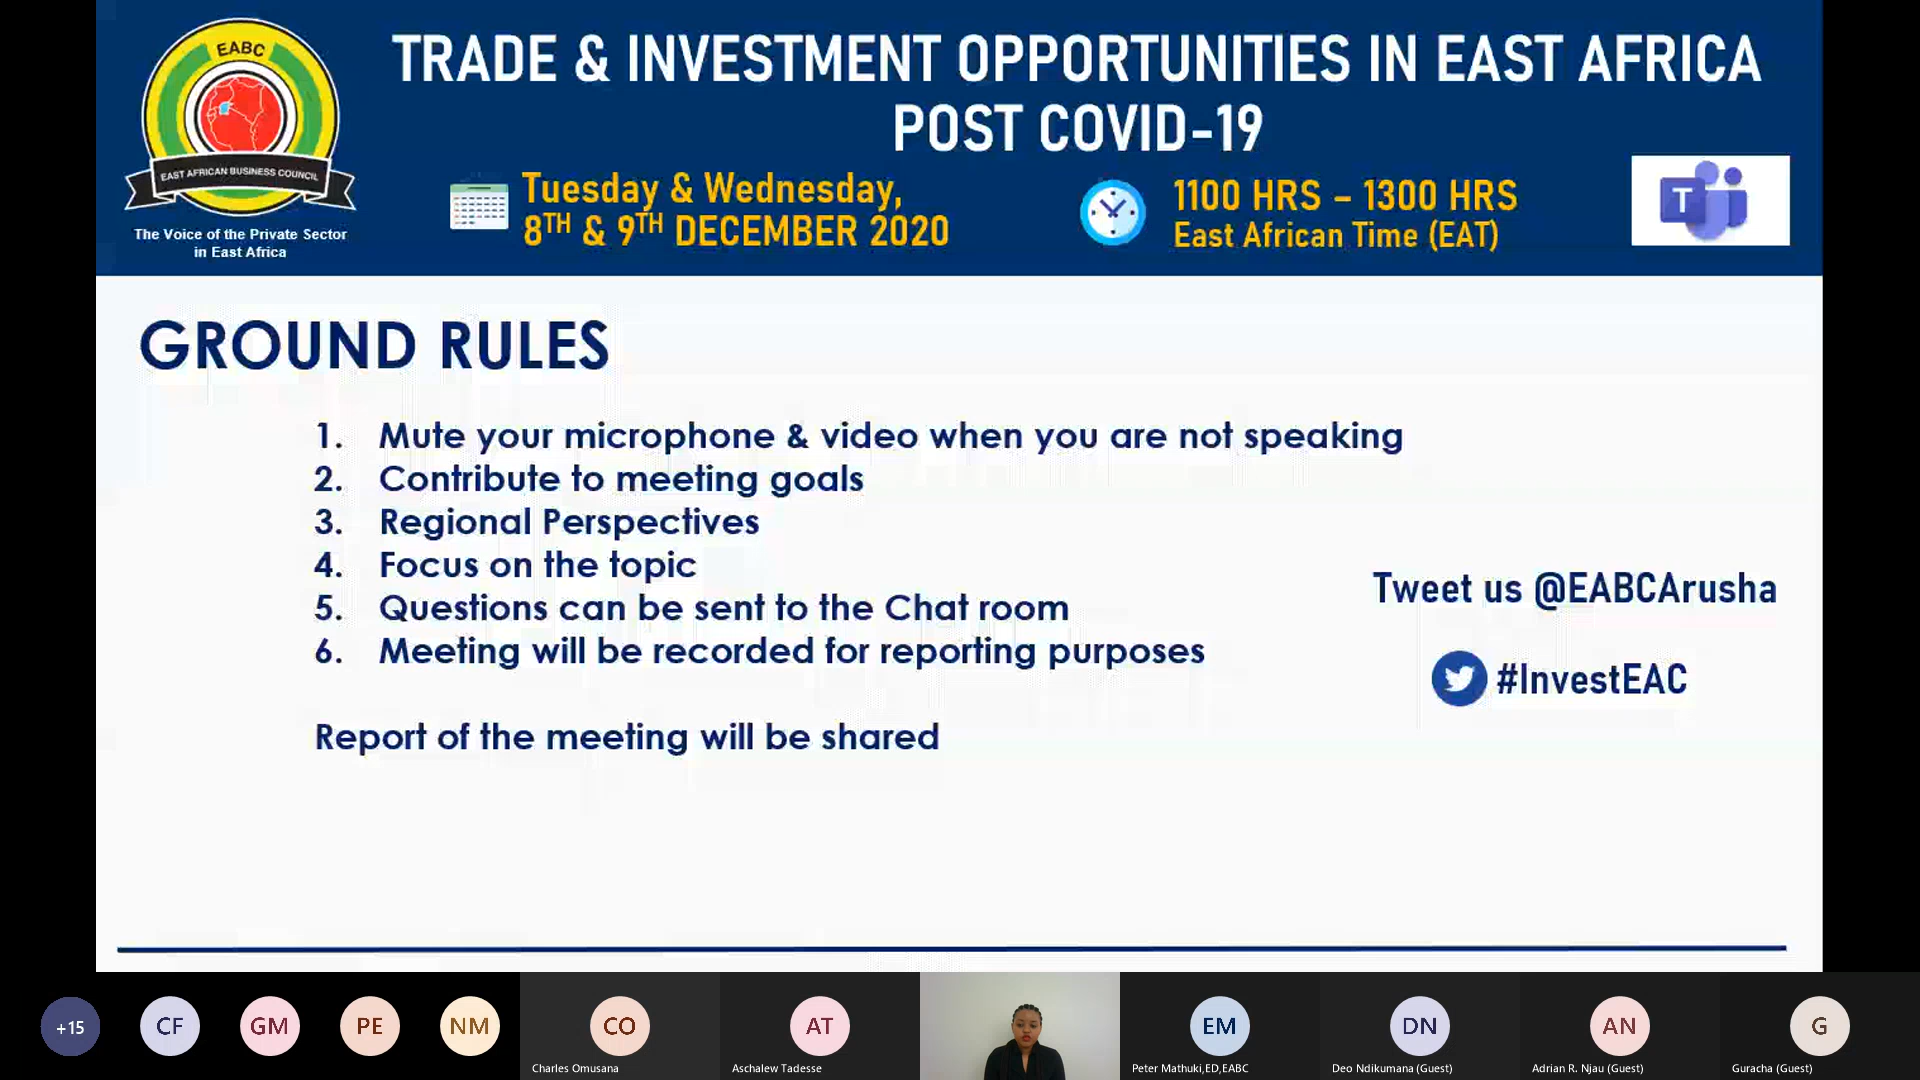 EABC
EAST AFRICAN BUSINESS COUNCIL
The Voice of the Private Sector
in East Africa
TRADE & INVESTMENT OPPORTUNITIES IN EAST AFRICA
POST COVID-19
Tuesday & Wednesday,
8TH & 9TH DECEMBER 2020
1100 HRS – 1300 HRS
East African Time (EAT)
T
GROUND RULES
1. Mute your microphone & video when you are not speaking
2. Contribute to meeting goals
3. Regional Perspectives
4. Focus on the topic
5. Questions can be sent to the Chat room
6. Meeting will be recorded for reporting purposes
Report of the meeting will be shared
Tweet us @EABCArusha
#InvestEAC
+15
CF
GM
PE
NM
CO
Charles Omusana
AT
Aschalew Tadesse
EM
Peter Mathuki,ED,EABC
DN
Deo Ndikumana (Guest)
AN
Adrian R. Njau (Guest)
G
Guracha (Guest)